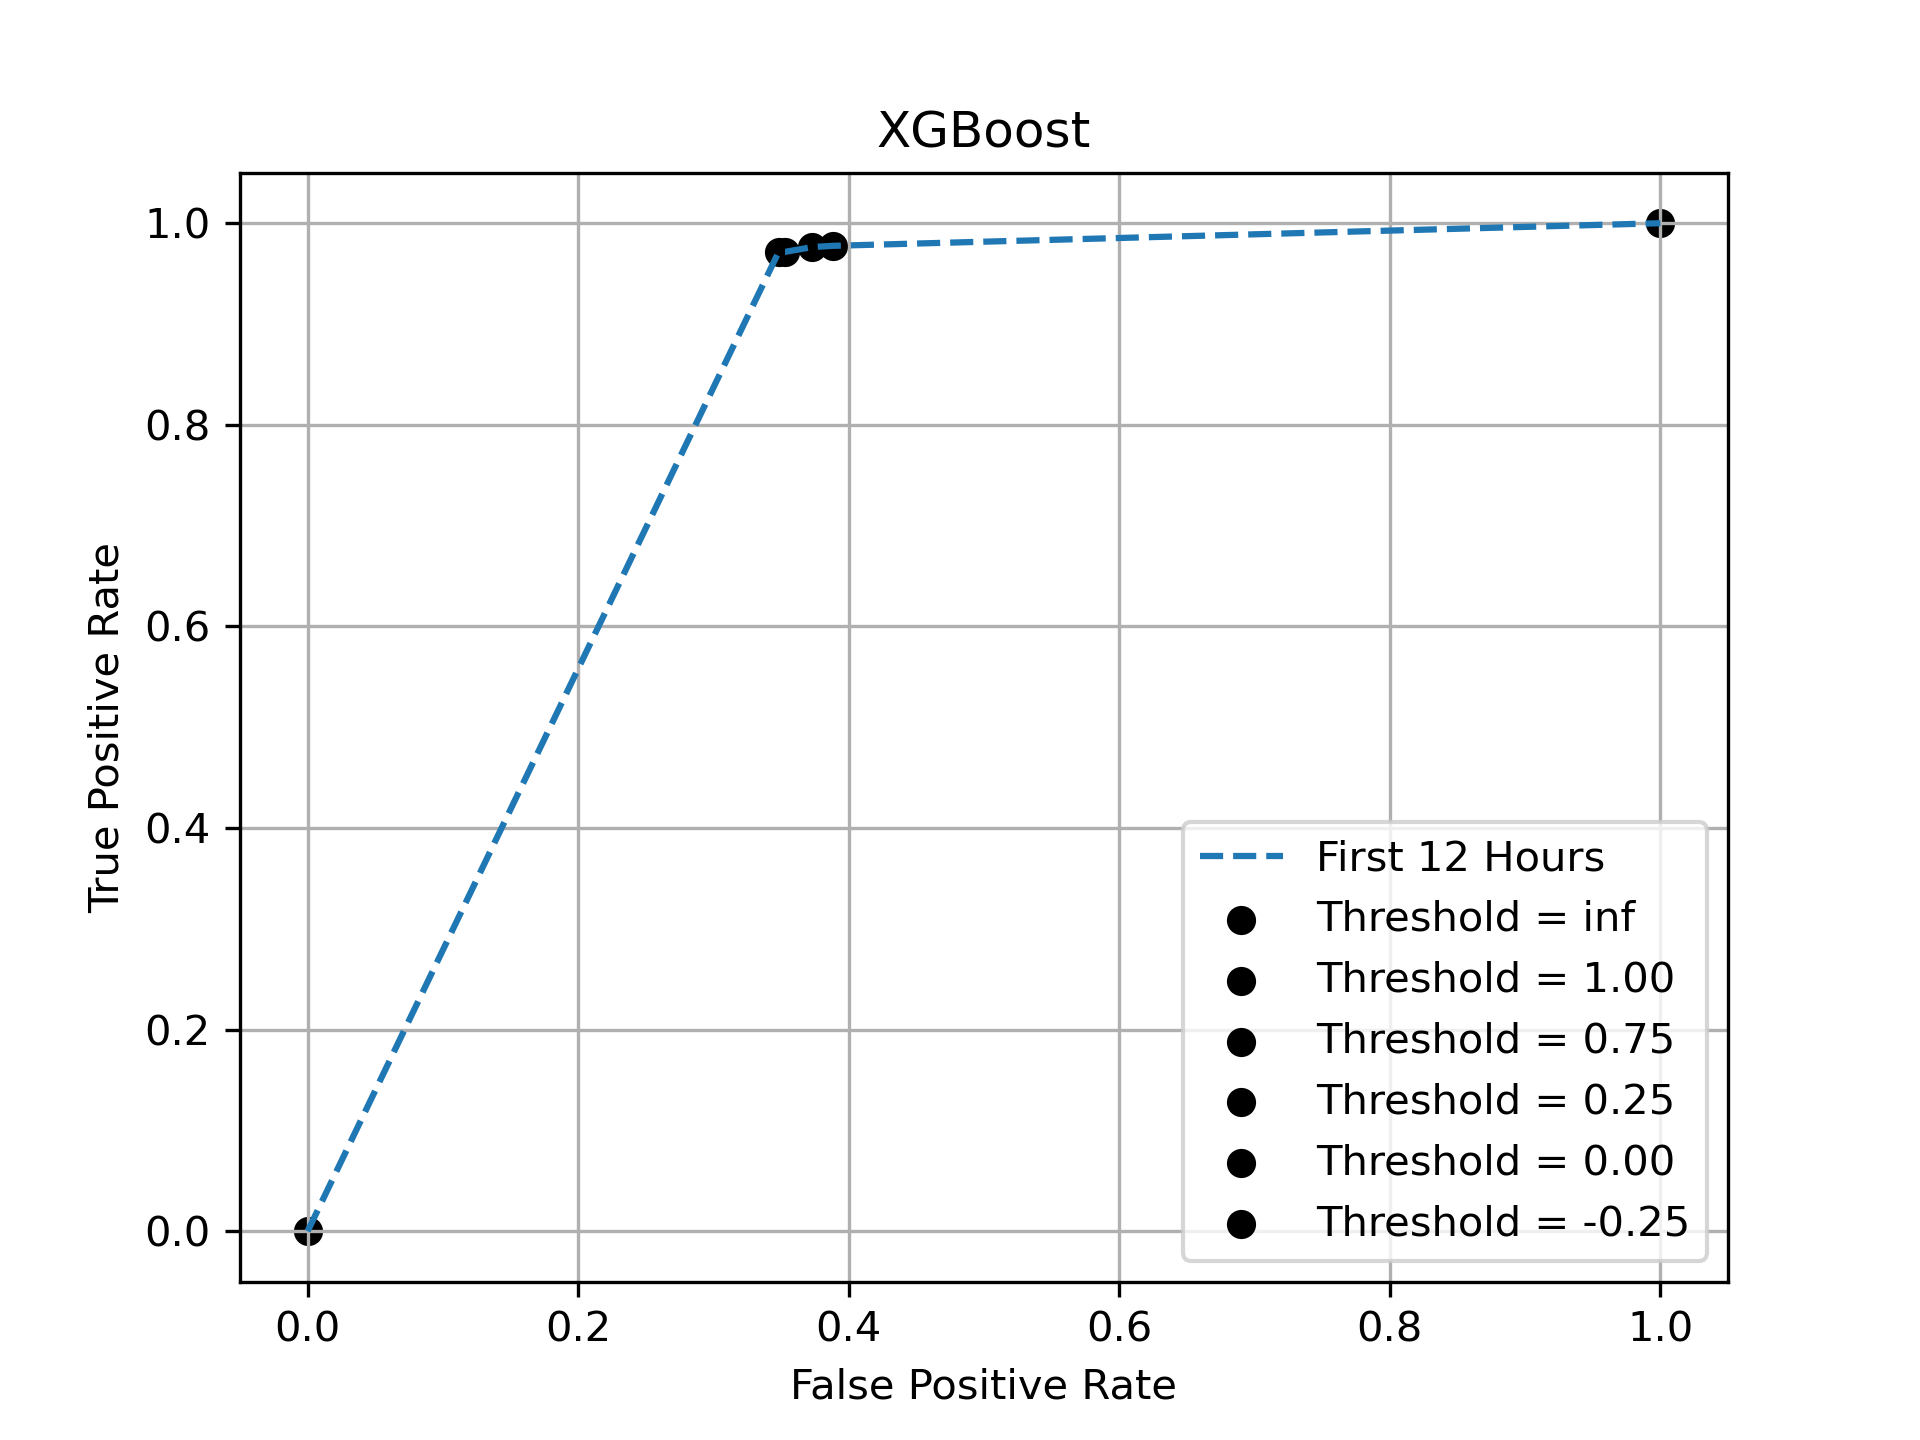 XGBoost
True Positive Rate
1.0
0.8
0.6
0.4
0.2
0.0
First 12 Hours
Threshold = inf
Threshold = 1.00
Threshold = 0.75
Threshold = 0.25
Threshold = 0.00
Threshold = -0.25
0.0 0.2 0.4 0.6 0.8 1.0
False Positive Rate